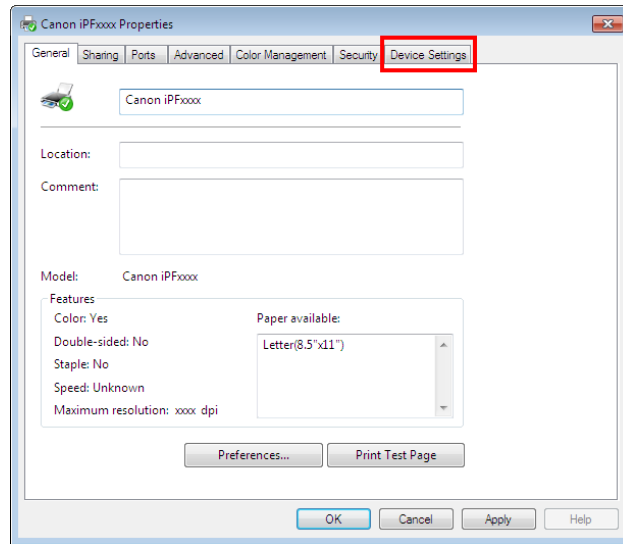 Canon iPFxxxx Properties
General Sharing Ports Advanced Color Management Security Device Settings
Canon iPFxxxx
Location:
Comment:
Model: Canon iPFxxxx
Features
Color: Yes Paper available:
Double-sided: No Letter(8.5"x11")
Staple: No
Speed: Unknown
Maximum resolution: xxxx dpi
Preferences... Print Test Page
OK Cancel Apply Help